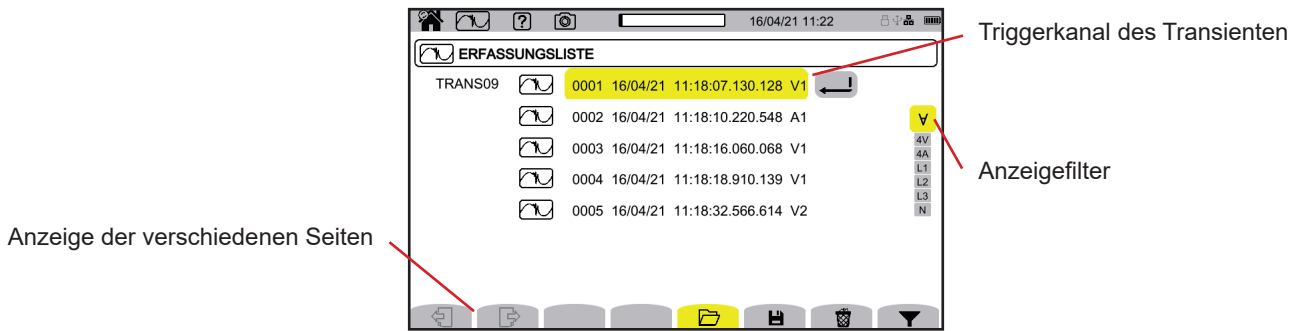 16/04/21 11:22
Triggerkanal des Transienten
ERFASSUNGSLISTE
TRANS09 0001 16/04/21 11:18:07.130.128 V1
0002 16/04/21 11:18:10.220.548 A1
∀
0003 16/04/21 11:18:16.060.068 V1
4V
4A
L1
Anzeigefilter
0004 16/04/21 11:18:18.910.139 V1
L2
L3
0005 16/04/21 11:18:32.566.614 V2
N
Anzeige der verschiedenen Seiten